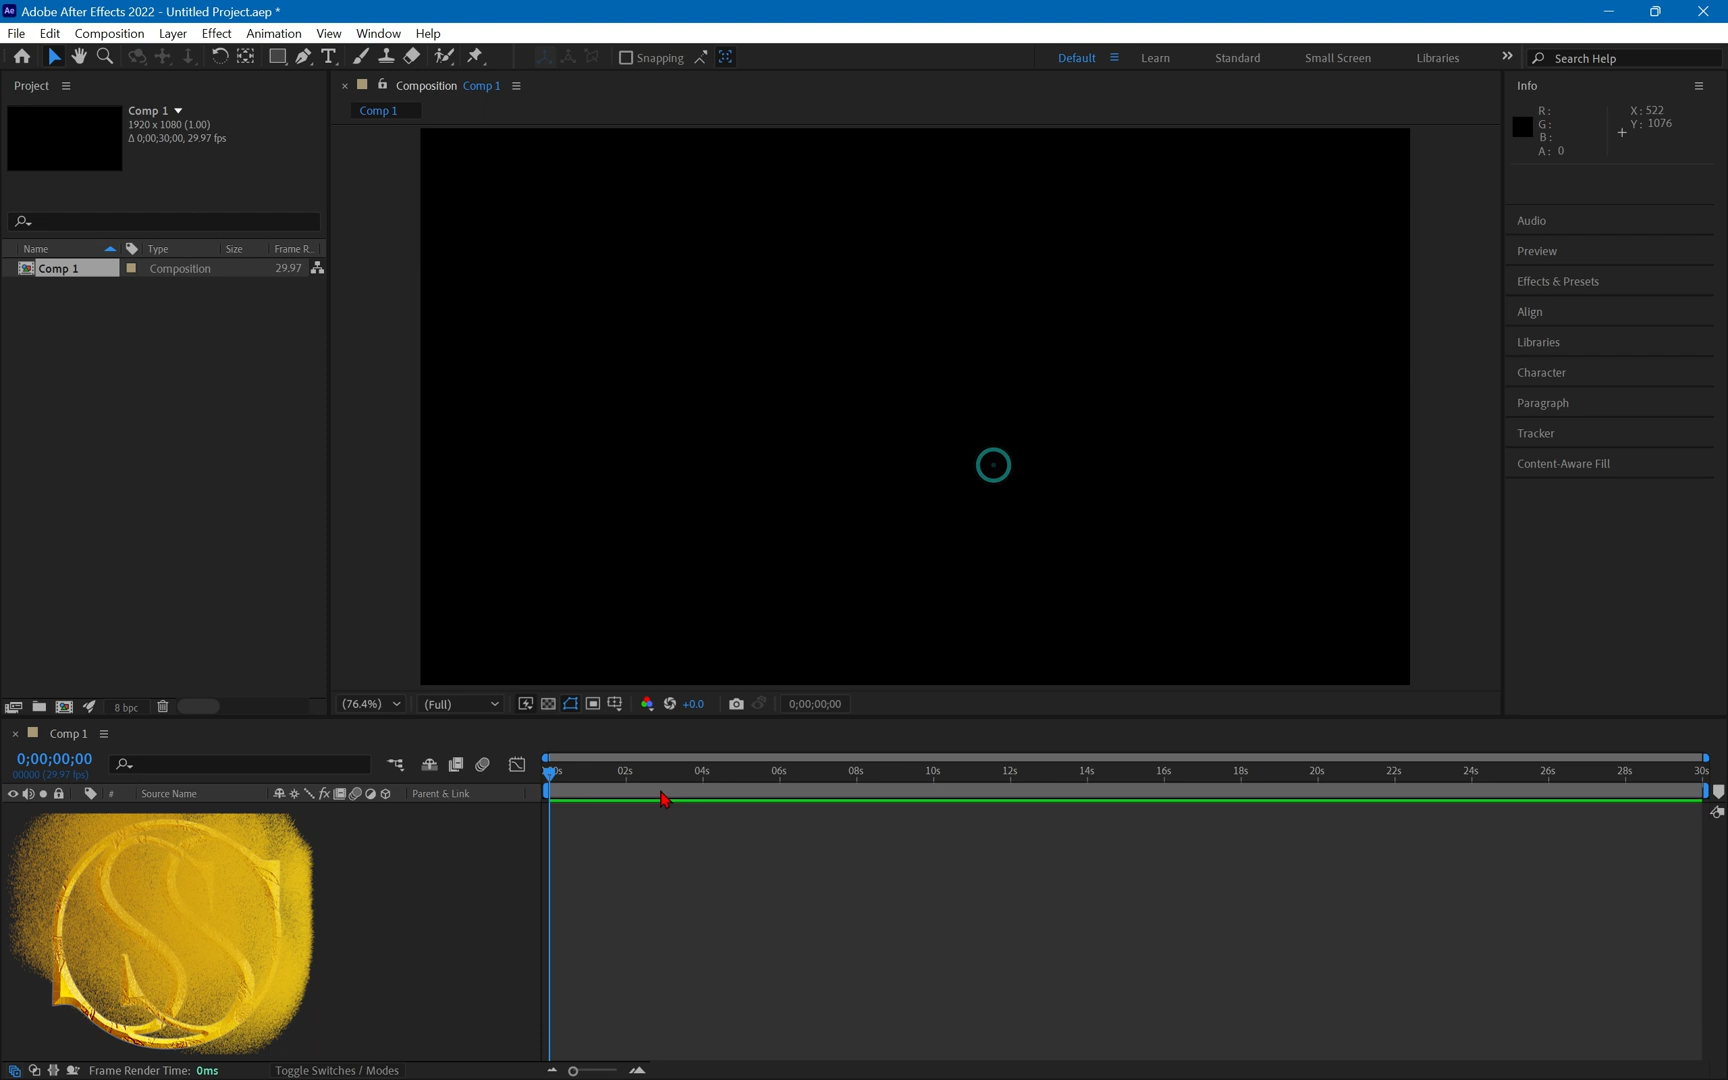 Ae Adobe After Effects 2022 - Untitled Project.aep *
File Edit Composition Layer Effect Animation View Window Help
Snapping
Default Learn Standard Small Screen Libraries
Search Help
Project
Comp 1
1920 x 1080 (1.00)
Δ 0;00;30;00, 29.97 fps
Name Type Size Frame R..
Comp 1 Composition 29.97
8 bpc
Composition Comp 1
Comp 1
(76.4%) (Full) +0.0 0;00;00;00
Info
R:
G:
B:
A: 0
X: 522
Y: 1076
Audio
Preview
Effects & Presets
Align
Libraries
Character
Paragraph
Tracker
Content-Aware Fill
Comp 1
0;00;00;00
00000 (29.97 fps)
# Source Name fx Parent & Link
02s 04s 06s 08s 10s 12s 14s 16s 18s 20s 22s 24s 26s 28s 30s
Frame Render Time: 0ms
Toggle Switches / Modes